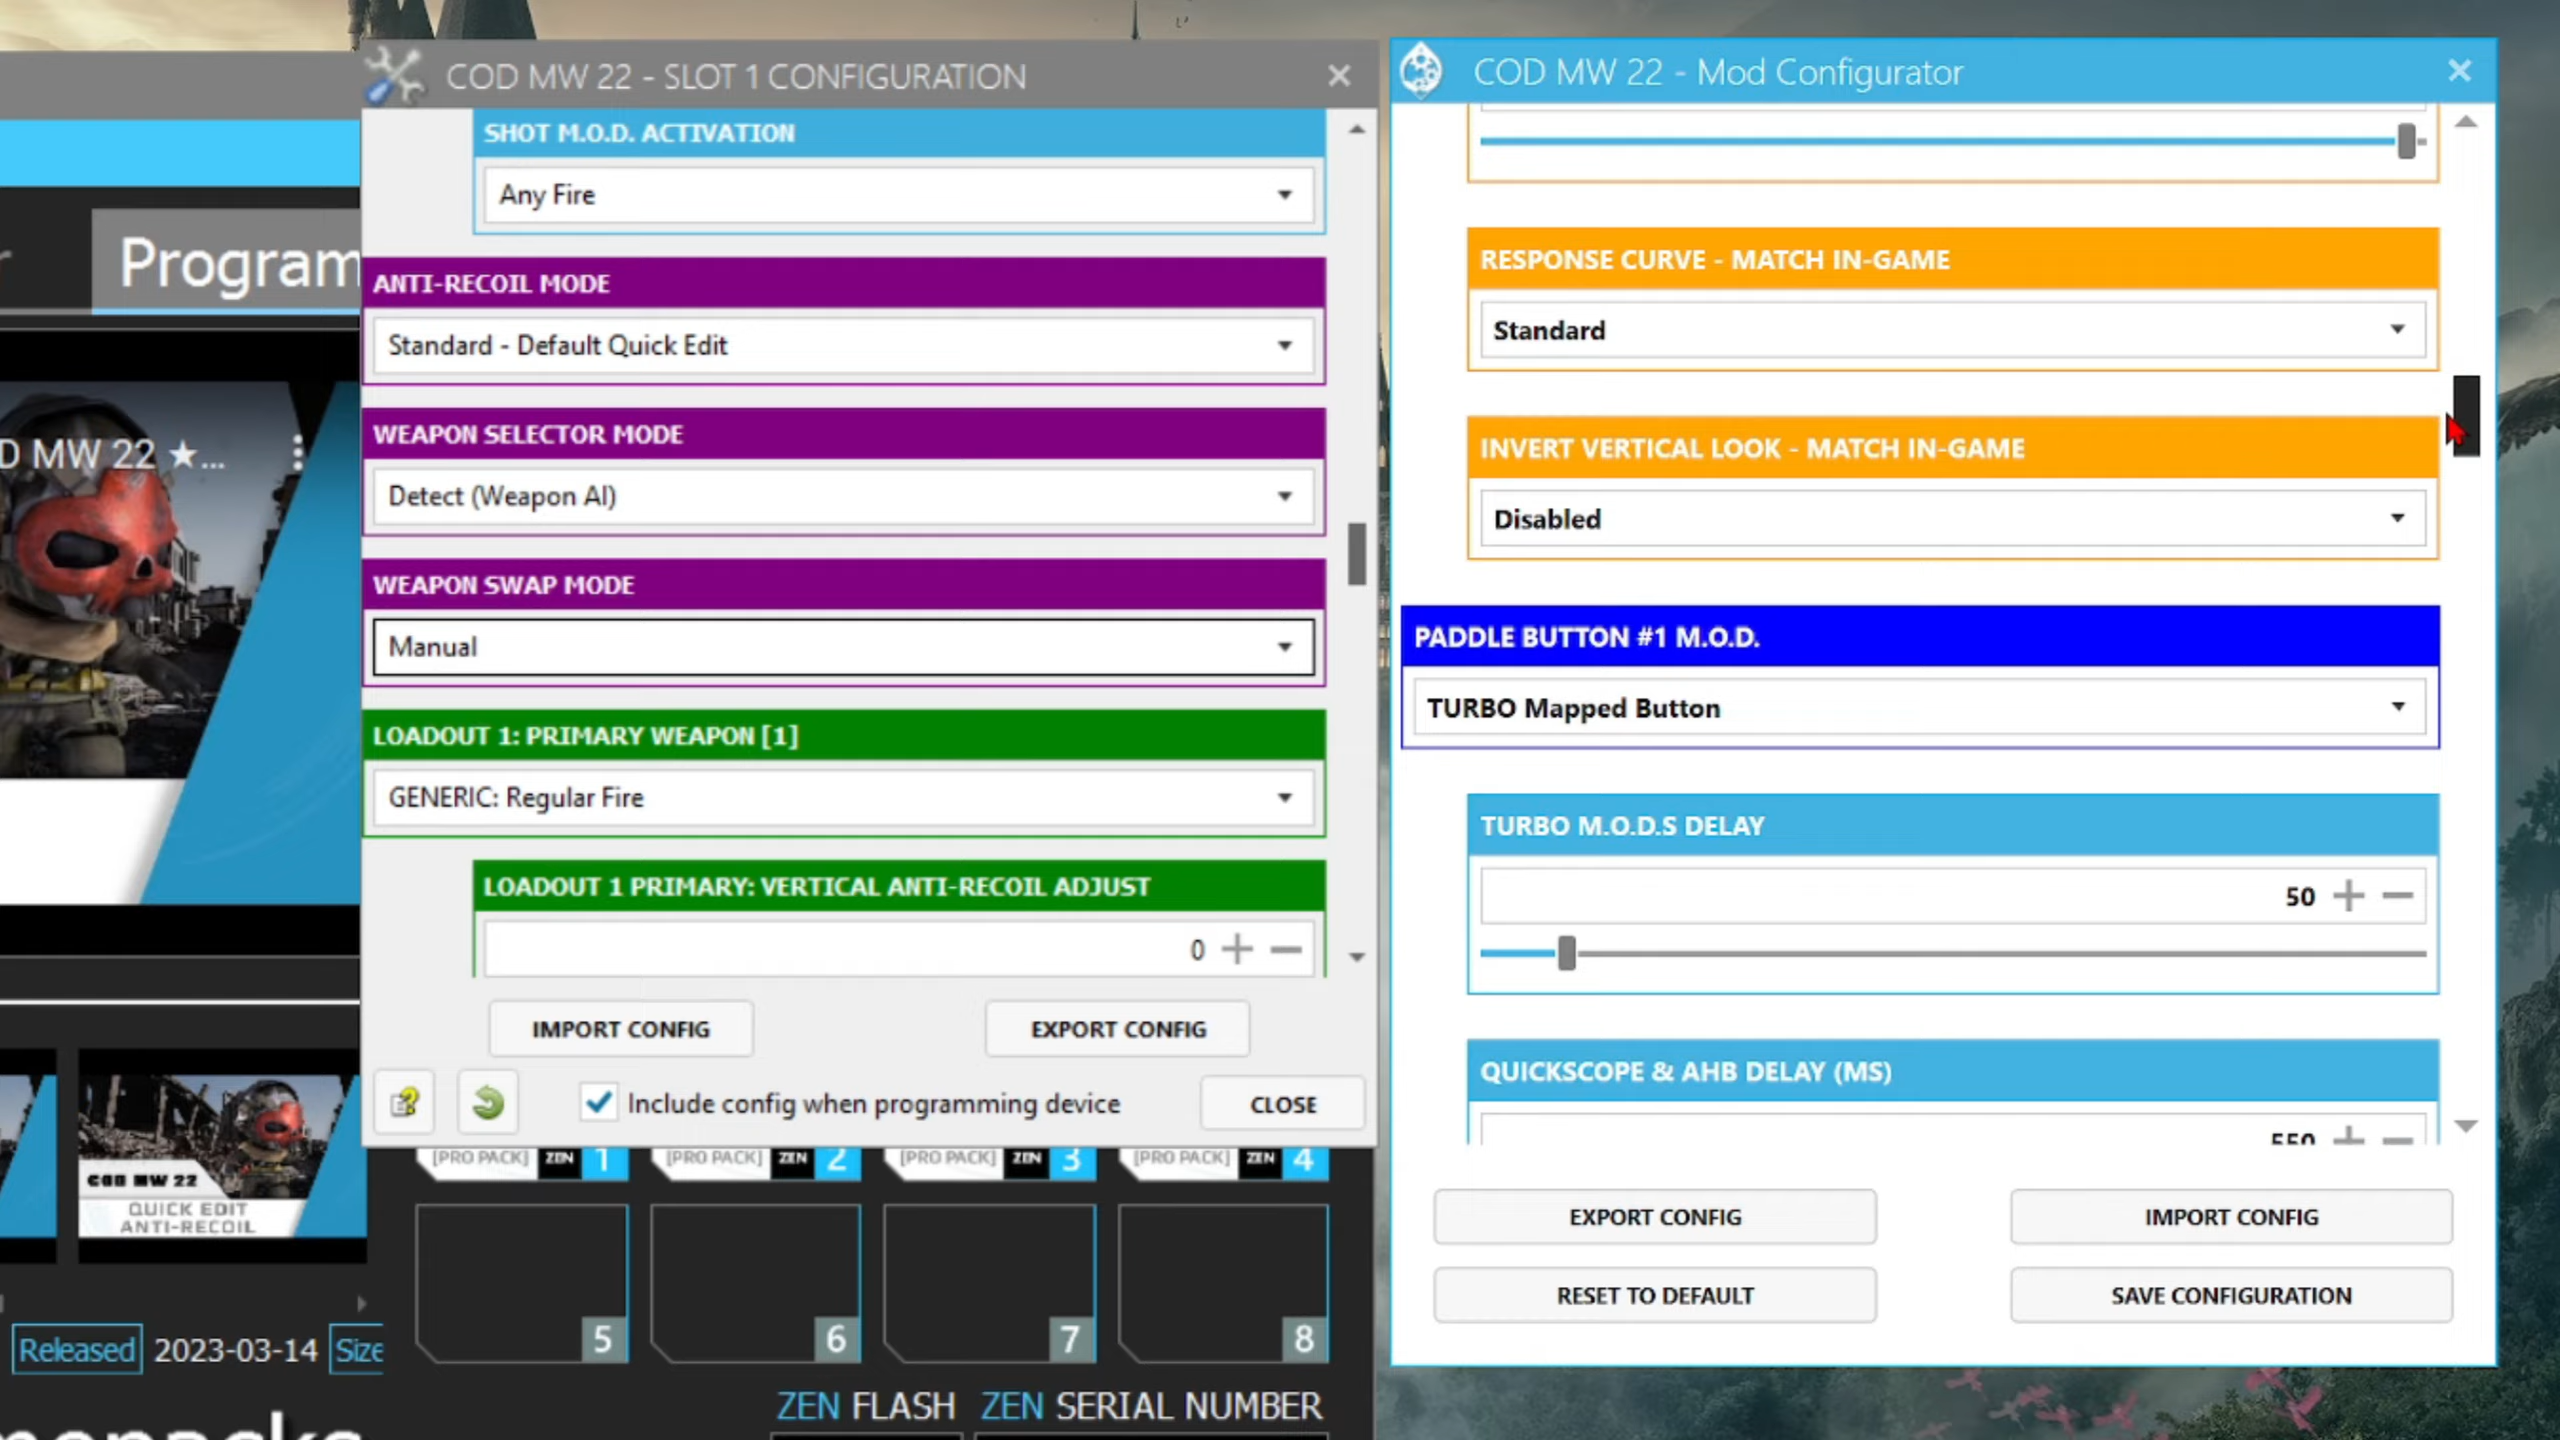 COD MW 22 - SLOT 1 CONFIGURATION
SHOT M.O.D. ACTIVATION
Any Fire
ANTI-RECOIL MODE
Standard - Default Quick Edit
WEAPON SELECTOR MODE
Detect (Weapon AI)
WEAPON SWAP MODE
Manual
LOADOUT 1: PRIMARY WEAPON [1]
GENERIC: Regular Fire
LOADOUT 1 PRIMARY: VERTICAL ANTI-RECOIL ADJUST
0
IMPORT CONFIG
EXPORT CONFIG
Include config when programming device
CLOSE
COD MW 22 - Mod Configurator
RESPONSE CURVE - MATCH IN-GAME
Standard
INVERT VERTICAL LOOK - MATCH IN-GAME
Disabled
PADDLE BUTTON #1 M.O.D.
TURBO Mapped Button
TURBO M.O.D.S DELAY
50
QUICKSCOPE & AHB DELAY (MS)
550
EXPORT CONFIG
IMPORT CONFIG
RESET TO DEFAULT
SAVE CONFIGURATION
Program
D MW 22 ★...
COD MW 22
QUICK EDIT
ANTI-RECOIL
Released 2023-03-14 Size
[PRO PACK] ZEN 1
[PRO PACK] ZEN 2
[PRO PACK] ZEN 3
[PRO PACK] ZEN 4
5
6
7
8
ZEN FLASH
ZEN SERIAL NUMBER